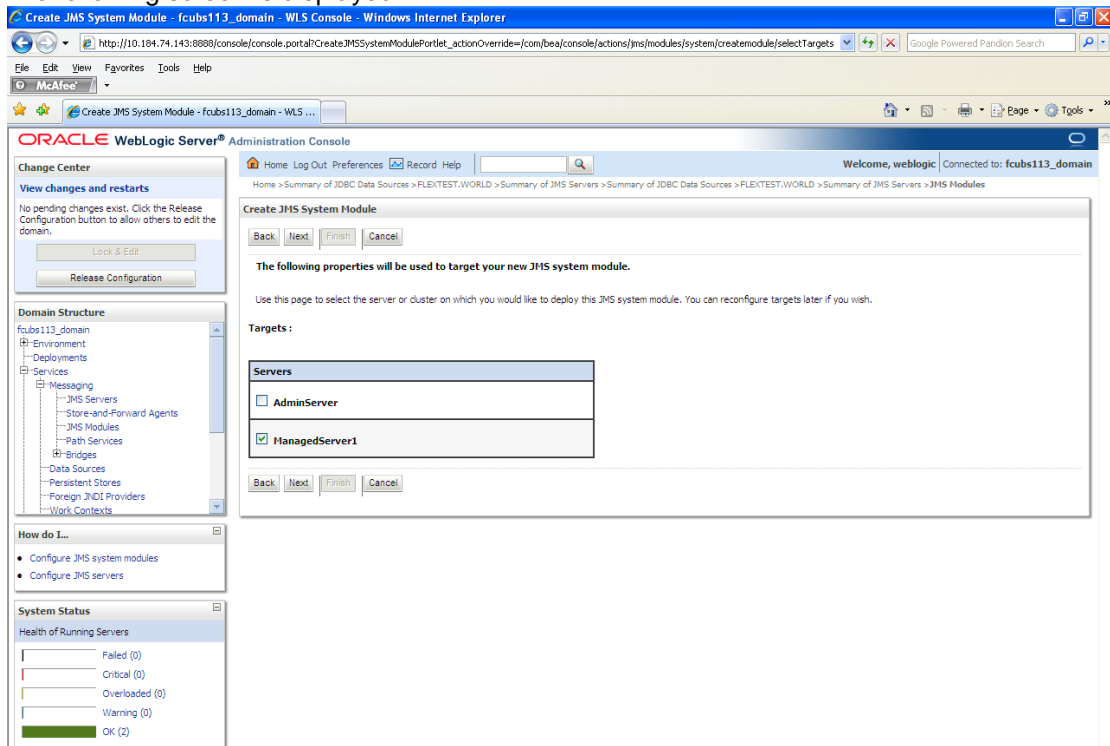 Create JMS System Module - fcubs113_domain - WLS Console - Windows Internet Explorer
http://10.184.74.143:8888/console/console.portal?CreateJMSSystemModulePortlet_actionOverride=/com/bea/console/actions/jms/modules/system/createmodule/selectTargets
Google Powered Pandion Search
File Edit View Favorites Tools Help
McAfee
Create JMS System Module - fcubs113_domain - WLS ...
Page Tools
ORACLE WebLogic Server® Administration Console
Change Center
View changes and restarts
No pending changes exist. Click the Release
Configuration button to allow others to edit the
domain.
Lock & Edit
Release Configuration
Domain Structure
fcubs113_domain
Environment
Deployments
Services
Messaging
JMS Servers
Store-and-Forward Agents
JMS Modules
Path Services
Bridges
Data Sources
Persistent Stores
Foreign JNDI Providers
Work Contexts
How do I...
Configure JMS system modules
Configure JMS servers
System Status
Health of Running Servers
Failed (0)
Critical (0)
Overloaded (0)
Warning (0)
OK (2)
Home Log Out Preferences Record Help
Welcome, weblogic Connected to: fcubs113_domain
Home >Summary of JDBC Data Sources >FLEXTEST.WORLD >Summary of JMS Servers >Summary of JDBC Data Sources >FLEXTEST.WORLD >Summary of JMS Servers >JMS Modules
Create JMS System Module
Back Next Finish Cancel
The following properties will be used to target your new JMS system module.
Use this page to select the server or cluster on which you would like to deploy this JMS system module. You can reconfigure targets later if you wish.
Targets :
Servers
AdminServer
ManagedServer1
Back Next Finish Cancel